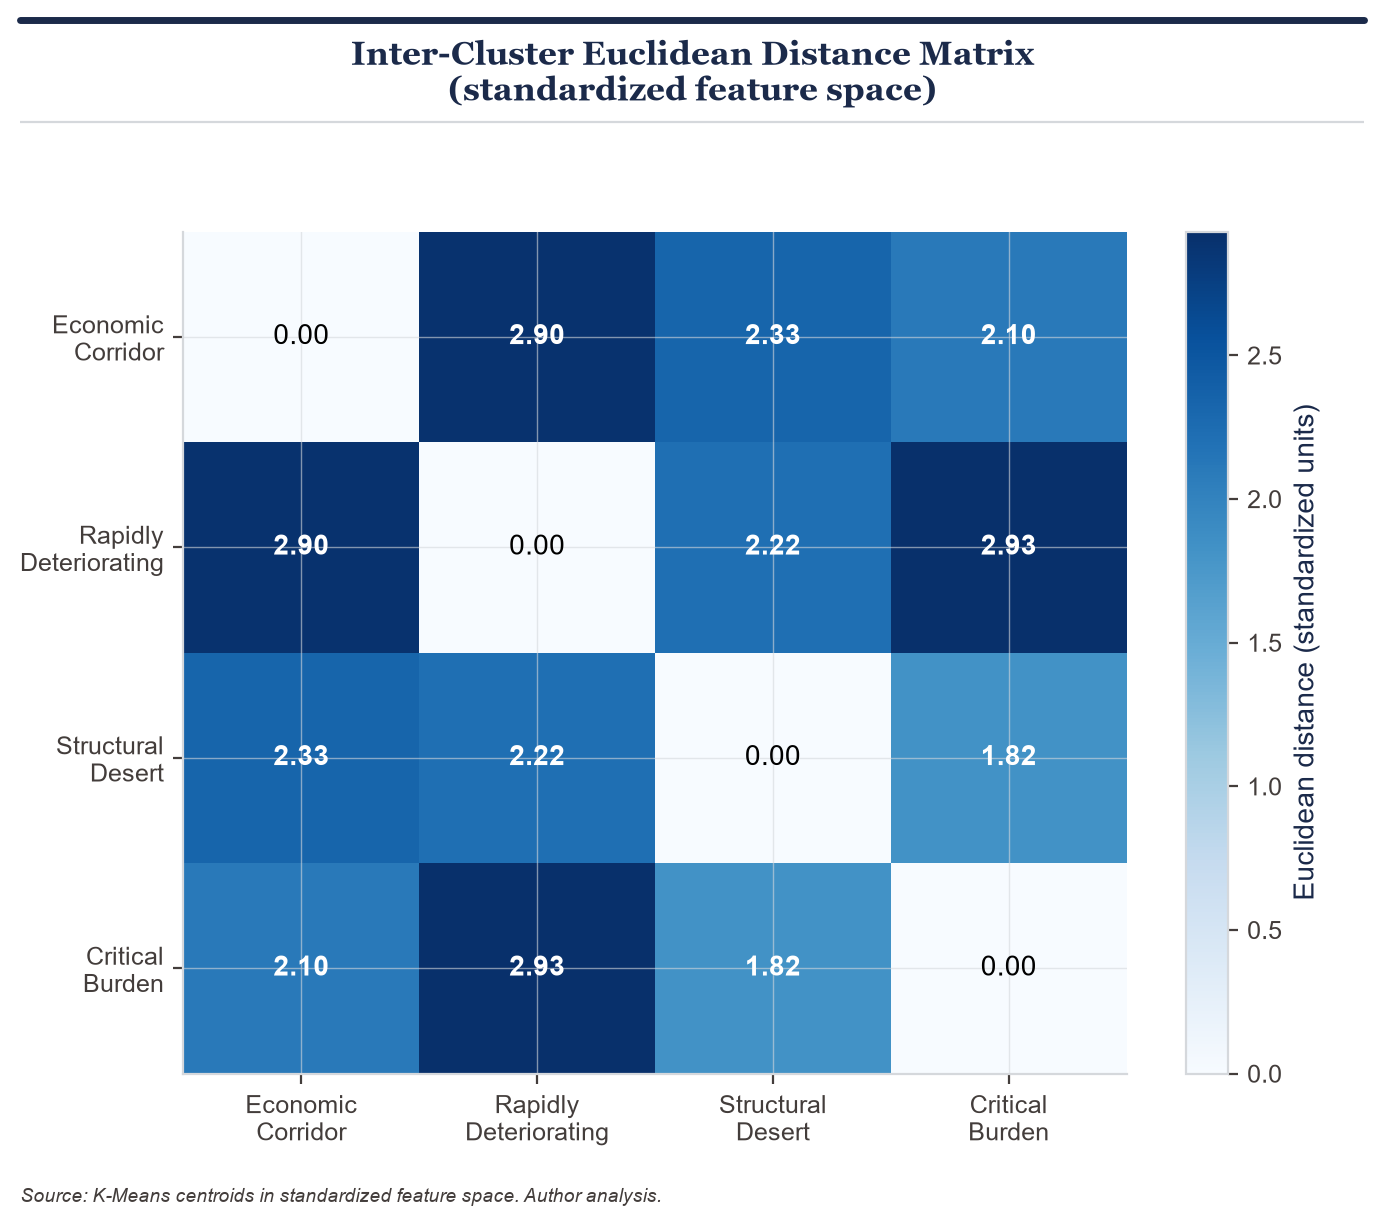 Inter-Cluster Euclidean Distance Matrix
(standardized feature space)
Economic
Corridor
0.00
2.90
2.33
2.10
Rapidly
Deteriorating
2.90
0.00
2.22
2.93
Structural
Desert
2.33
2.22
0.00
1.82
Critical
Burden
2.10
2.93
1.82
0.00
Economic
Corridor
Rapidly
Deteriorating
Structural
Desert
Critical
Burden
2.5
2.0
1.5
1.0
0.5
0.0
Euclidean distance (standardized units)
Source: K-Means centroids in standardized feature space. Author analysis.